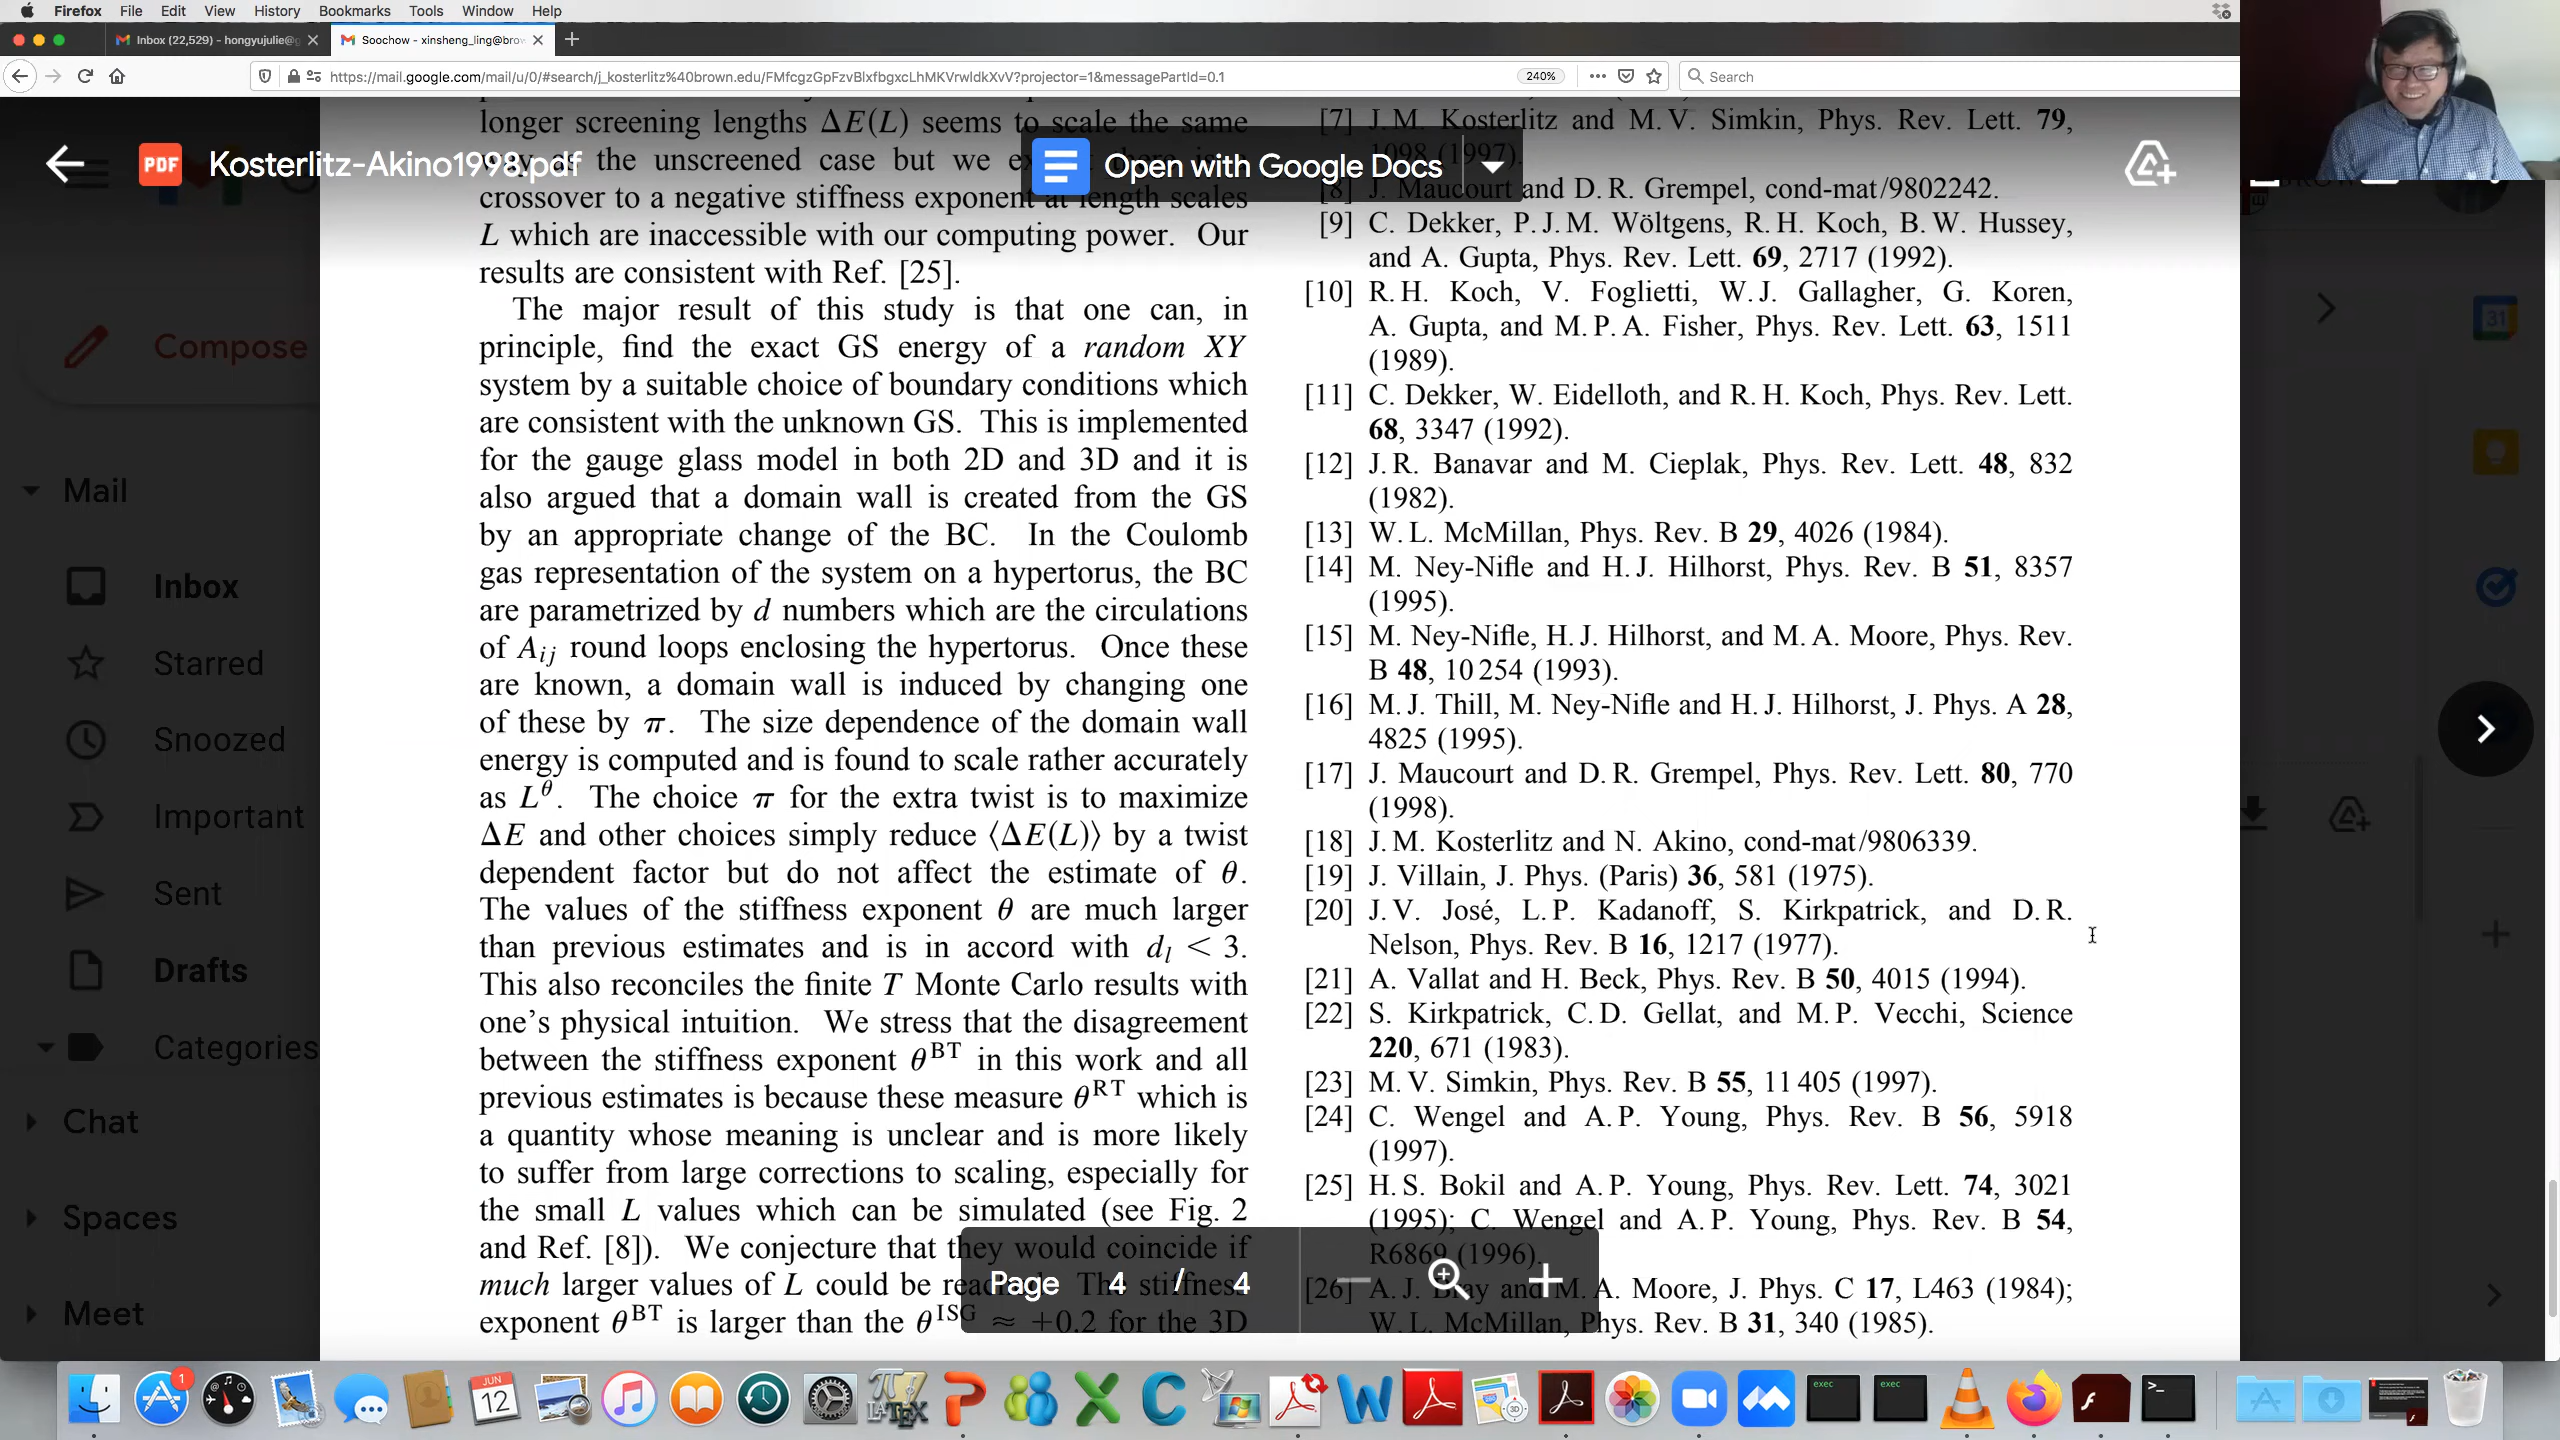 Firefox File Edit View History Bookmarks Tools Window Help
Inbox (22,529) - hongyujulie@g
Soochow - xinsheng_ling@brow
https://mail.google.com/mail/u/0/#search/j_kosterlitz%40brown.edu/FMfcgzGpFzvBlxfbgxcLhMKVrwldkXvV?projector=1&messagePartId=0.1
240%
Search
PDF
Kosterlitz-Akino1998.pdf
Open with Google Docs
Compose
Mail
Inbox
Starred
Snoozed
Important
Sent
Drafts
Categories
Chat
Spaces
Meet
longer screening lengths ΔE(L) seems to scale the same
the unscreened case but we
crossover to a negative stiffness exponent at length scales
L which are inaccessible with our computing power. Our
results are consistent with Ref. [25].
The major result of this study is that one can, in
principle, find the exact GS energy of a random XY
system by a suitable choice of boundary conditions which
are consistent with the unknown GS. This is implemented
for the gauge glass model in both 2D and 3D and it is
also argued that a domain wall is created from the GS
by an appropriate change of the BC. In the Coulomb
gas representation of the system on a hypertorus, the BC
are parametrized by d numbers which are the circulations
of Aij round loops enclosing the hypertorus. Once these
are known, a domain wall is induced by changing one
of these by π. The size dependence of the domain wall
energy is computed and is found to scale rather accurately
as L^θ. The choice π for the extra twist is to maximize
ΔE and other choices simply reduce ⟨ΔE(L)⟩ by a twist
dependent factor but do not affect the estimate of θ.
The values of the stiffness exponent θ are much larger
than previous estimates and is in accord with dl < 3.
This also reconciles the finite T Monte Carlo results with
one's physical intuition. We stress that the disagreement
between the stiffness exponent θ^BT in this work and all
previous estimates is because these measure θ^RT which is
a quantity whose meaning is unclear and is more likely
to suffer from large corrections to scaling, especially for
the small L values which can be simulated (see Fig. 2
and Ref. [8]). We conjecture that they would coincide if
much larger values of L could be The stiffness
exponent θ^BT is larger than the θ^ISG ≈ +0.2 for the 3D
[7] J. M. Kosterlitz and M. V. Simkin, Phys. Rev. Lett. 79,
1098 (1997).
[8] J. Maucourt and D. R. Grempel, cond-mat/9802242.
[9] C. Dekker, P. J. M. Wöltgens, R. H. Koch, B. W. Hussey,
and A. Gupta, Phys. Rev. Lett. 69, 2717 (1992).
[10] R. H. Koch, V. Foglietti, W. J. Gallagher, G. Koren,
A. Gupta, and M. P. A. Fisher, Phys. Rev. Lett. 63, 1511
(1989).
[11] C. Dekker, W. Eidelloth, and R. H. Koch, Phys. Rev. Lett.
68, 3347 (1992).
[12] J. R. Banavar and M. Cieplak, Phys. Rev. Lett. 48, 832
(1982).
[13] W. L. McMillan, Phys. Rev. B 29, 4026 (1984).
[14] M. Ney-Nifle and H. J. Hilhorst, Phys. Rev. B 51, 8357
(1995).
[15] M. Ney-Nifle, H. J. Hilhorst, and M. A. Moore, Phys. Rev.
B 48, 10 254 (1993).
[16] M. J. Thill, M. Ney-Nifle and H. J. Hilhorst, J. Phys. A 28,
4825 (1995).
[17] J. Maucourt and D. R. Grempel, Phys. Rev. Lett. 80, 770
(1998).
[18] J. M. Kosterlitz and N. Akino, cond-mat/9806339.
[19] J. Villain, J. Phys. (Paris) 36, 581 (1975).
[20] J. V. José, L. P. Kadanoff, S. Kirkpatrick, and D. R.
Nelson, Phys. Rev. B 16, 1217 (1977).
[21] A. Vallat and H. Beck, Phys. Rev. B 50, 4015 (1994).
[22] S. Kirkpatrick, C. D. Gellat, and M. P. Vecchi, Science
220, 671 (1983).
[23] M. V. Simkin, Phys. Rev. B 55, 11 405 (1997).
[24] C. Wengel and A. P. Young, Phys. Rev. B 56, 5918
(1997).
[25] H. S. Bokil and A. P. Young, Phys. Rev. Lett. 74, 3021
(1995); C. Wengel and A. P. Young, Phys. Rev. B 54,
R6869 (1996).
[26] A. J. Bray and M. A. Moore, J. Phys. C 17, L463 (1984);
W. L. McMillan, Phys. Rev. B 31, 340 (1985).
Page 4 / 4
31
1
JUN
12
LATEX
exec
exec